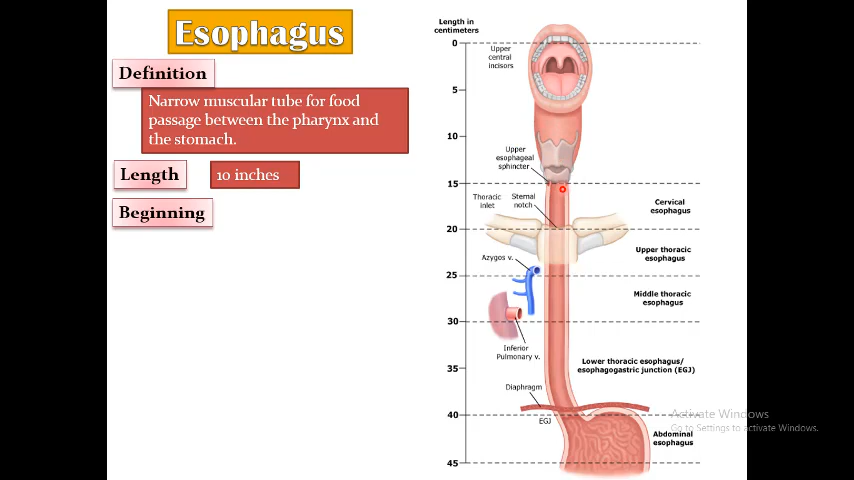 Esophagus
Definition
Narrow muscular tube for food
passage between the pharynx and
the stomach.
Length
10 inches
Beginning
Length in
centimeters
0
Upper
central
incisors
5
10
Upper
esophageal
sphincter
15
Thoracic
inlet
Sternal
notch
Cervical
esophagus
20
Upper thoracic
esophagus
Azygos v.
25
Middle thoracic
esophagus
30
Inferior
Pulmonary v.
35
Lower thoracic esophagus/
esophagogastric junction (EGJ)
Diaphragm
40
EGJ
Abdominal
esophagus
45
Activate Windows
Go to Settings to activate Windows.